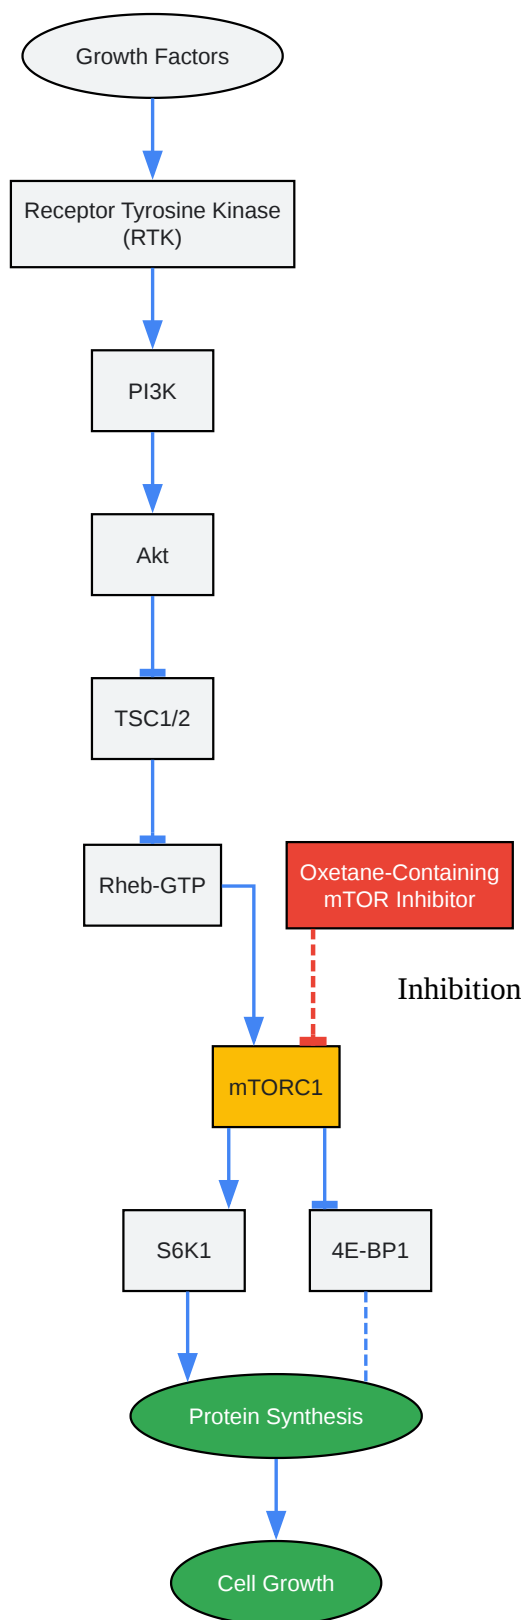 Growth Factors
Receptor Tyrosine Kinase
(RTK)
PI3K
Akt
TSC1/2
Rheb-GTP
Oxetane-Containing
mTOR Inhibitor
Inhibition
mTORC1
S6K1
4E-BP1
Protein Synthesis
Cell Growth